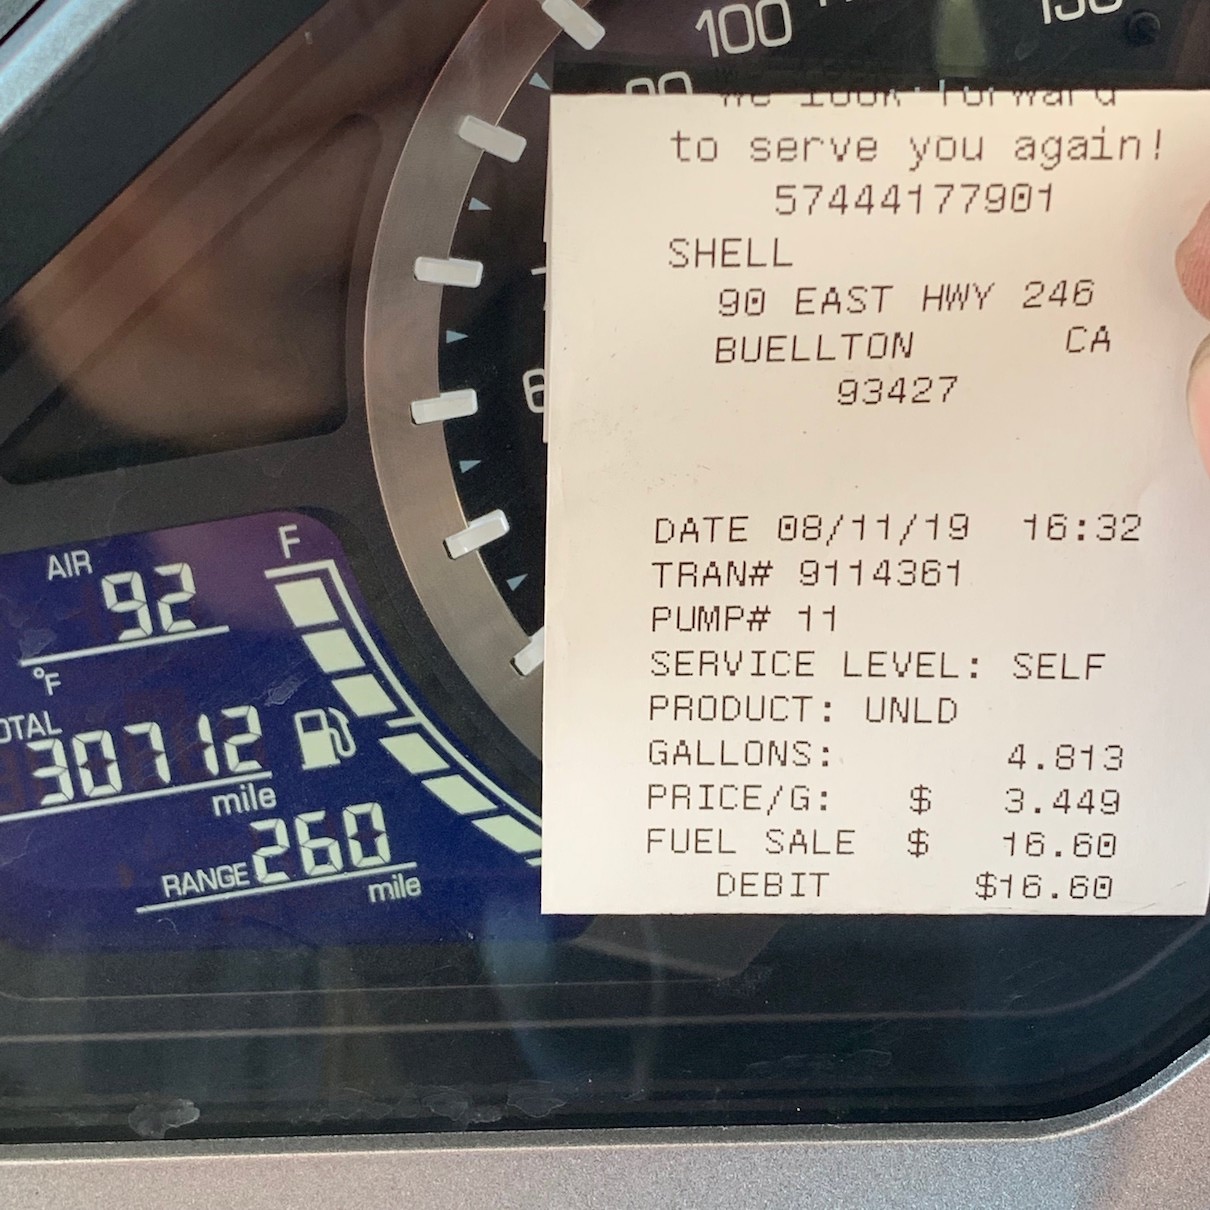 100
to serve you again!
57444177901
SHELL
90 EAST HWY 246
BUELLTON CA
93427
DATE 08/11/19 16:32
TRAN# 9114361
PUMP# 11
SERVICE LEVEL: SELF
PRODUCT: UNLD
GALLONS: 4.813
PRICE/G: $ 3.449
FUEL SALE $ 16.60
DEBIT $16.60
F
AIR 92
°F
30712
mile
RANGE 260
mile